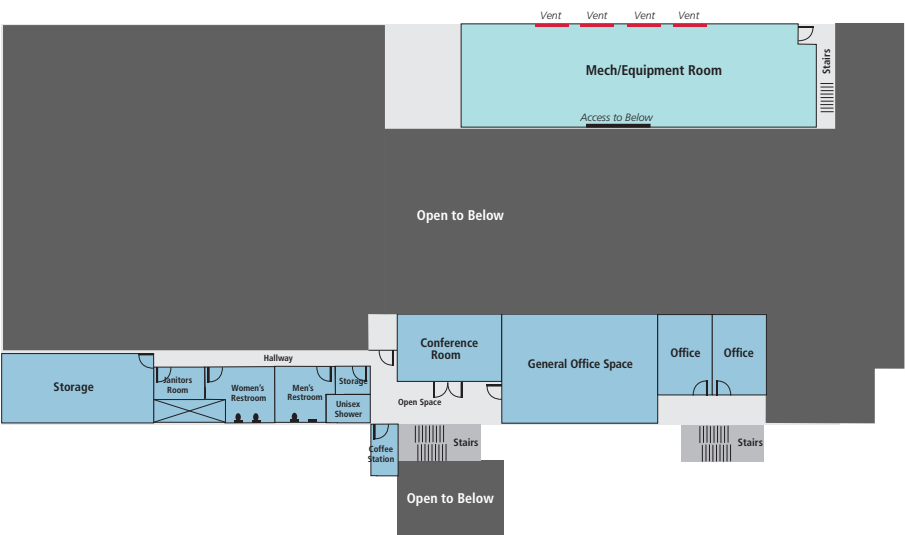 Vent Vent Vent Vent
Mech/Equipment Room
Stairs
Access to Below
Open to Below
Conference
Room
General Office Space
Office
Office
Hallway
Storage
Janitors
Room
Women's
Restroom
Men's
Restroom
Storage
Unisex
Shower
Open Space
Coffee
Station
Stairs
Stairs
Open to Below